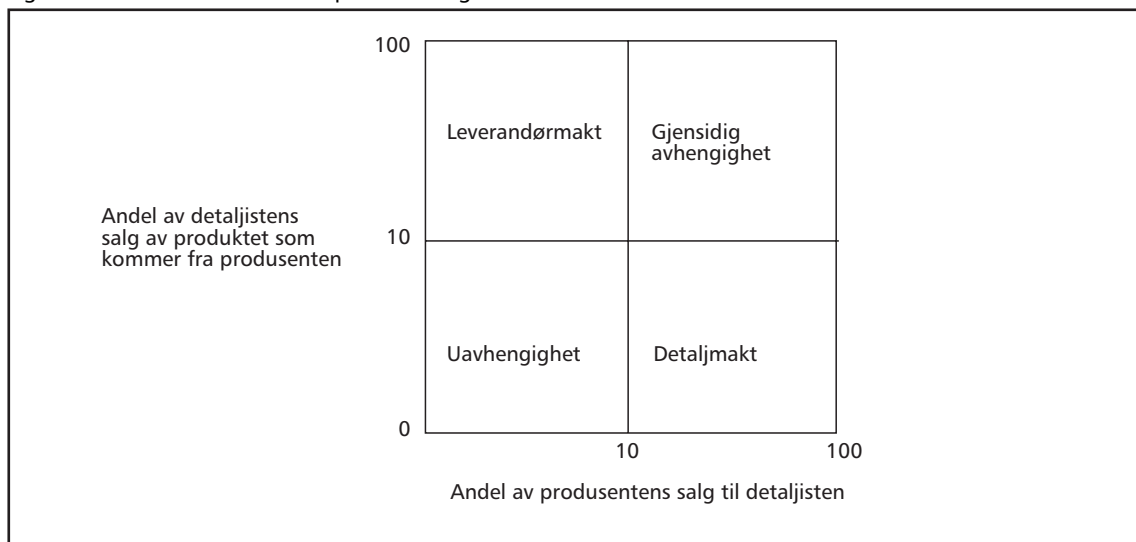 100
Leverandørmakt
Gjensidig
avhengighet
Andel av detaljistens
salg av produktet som
kommer fra produsenten
10
Uavhengighet
Detaljmakt
0
10
100
Andel av produsentens salg til detaljisten